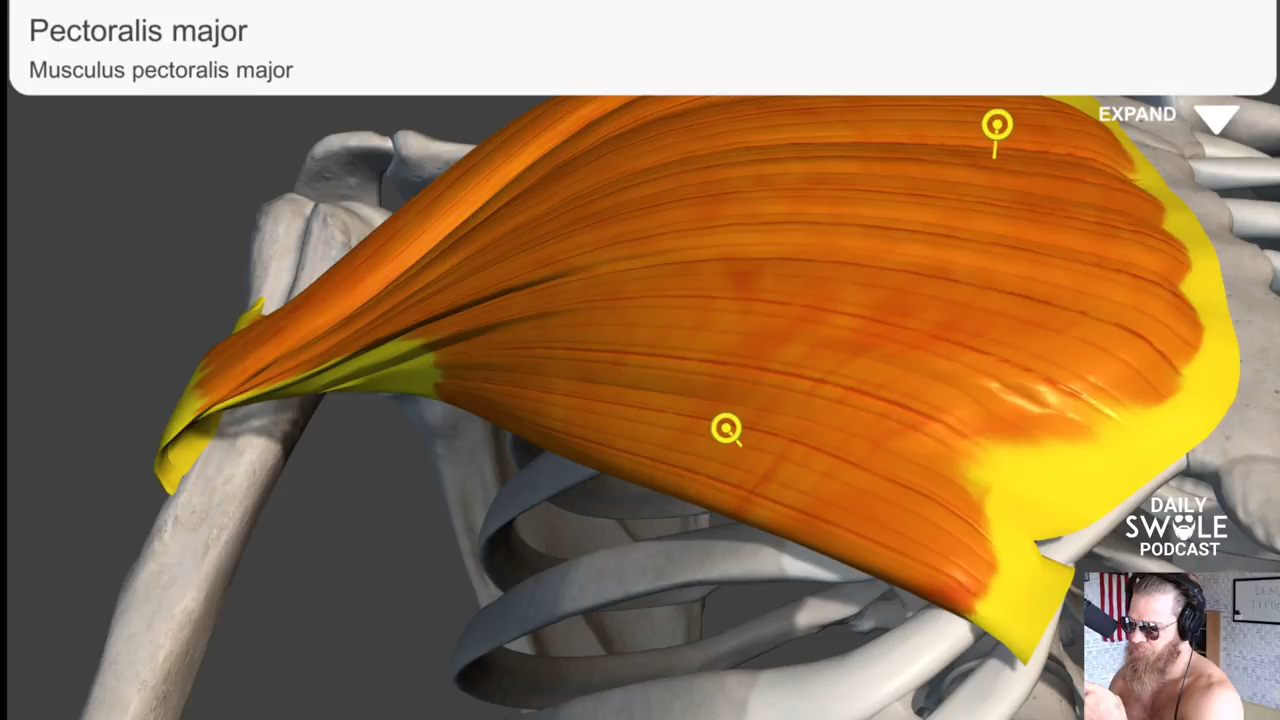 Pectoralis major
Musculus pectoralis major
EXPAND
DAILY
SWOLE
PODCAST